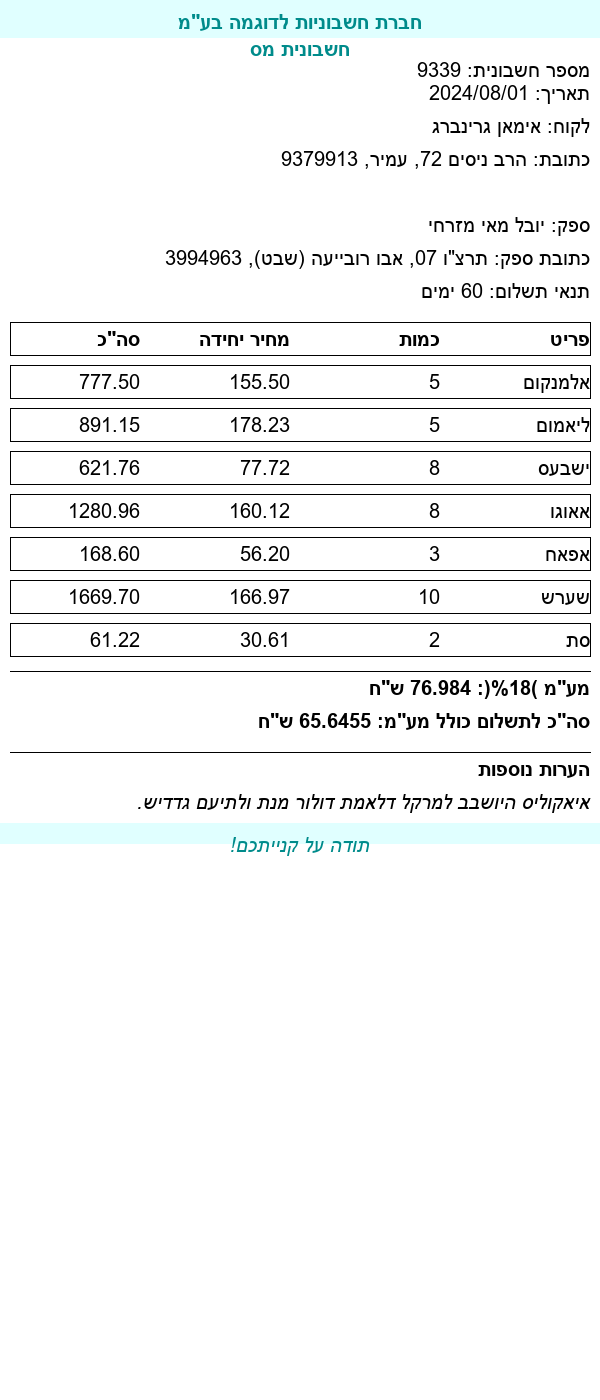 חברת חשבוניות לדוגמה בע"מ
חשבונית מס
מספר חשבונית: 9339
תאריך: 2024/08/01
לקוח: אימאן גרינברג
כתובת: הרב ניסים 72, עמיר, 9379913
ספק: יובל מאי מזרחי
כתובת ספק: תרצ"ו 07, אבו רובייעה (שבט), 3994963
תנאי תשלום: 60 ימים
פריט כמות מחיר יחידה סה"כ
אלמנקום 5 155.50 777.50
ליאמום 5 178.23 891.15
ישבעס 8 77.72 621.76
אאוגו 8 160.12 1280.96
אפאח 3 56.20 168.60
שערש 10 166.97 1669.70
סת 2 30.61 61.22
מע"מ )18%(: 76.984 ש"ח
סה"כ לתשלום כולל מע"מ: 65.6455 ש"ח
הערות נוספות
איאקוליס היושבב למרקל דלאמת דולור מנת ולתיעם גדדיש.
תודה על קנייתכם!